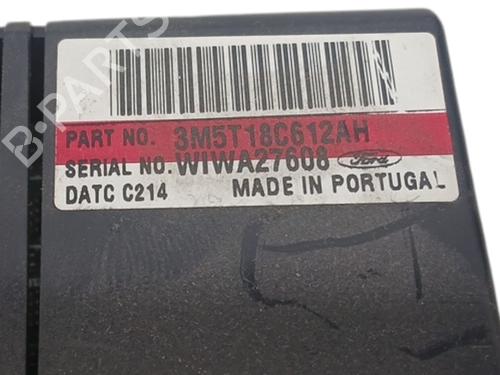 PART NO. 3M5T18C612AH
SERIAL NO. WIWA27608 Ford
DATC C214 MADE IN PORTUGAL
B-PARTS